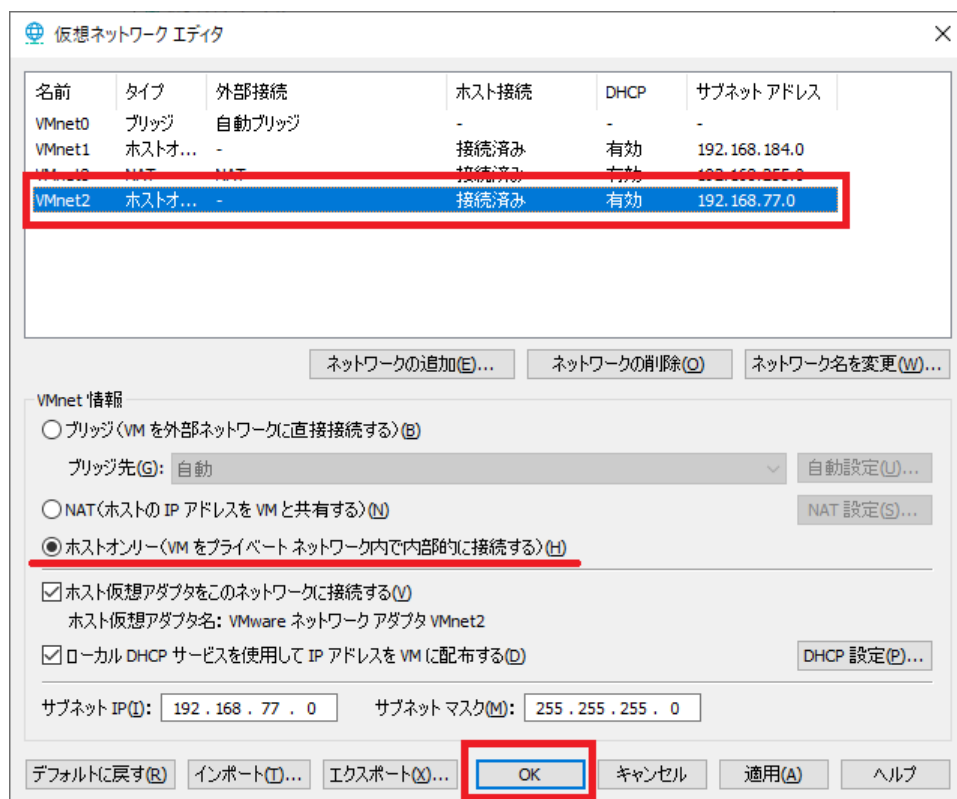 仮想ネットワーク エディタ
名前 タイプ 外部接続 ホスト接続 DHCP サブネット アドレス
VMnet0 ブリッジ 自動ブリッジ - - -
VMnet1 ホストオ... - 接続済み 有効 192.168.184.0
NAT NAT 接続済み 有効
VMnet2 ホストオ... - 接続済み 有効 192.168.77.0
ネットワークの追加(E)... ネットワークの削除(O) ネットワーク名を変更(W)...
VMnet 情報
ブリッジ(VM を外部ネットワークに直接接続する)(B)
ブリッジ先(G): 自動 自動設定(U)...
NAT(ホストの IP アドレスを VM と共有する)(N) NAT 設定(S)...
ホストオンリー(VM をプライベート ネットワーク内で内部的に接続する)(H)
ホスト仮想アダプタをこのネットワークに接続する(V)
ホスト仮想アダプタ名: VMware ネットワーク アダプタ VMnet2
ローカル DHCP サービスを使用して IP アドレスを VM に配布する(D) DHCP 設定(P)...
サブネット IP(I): 192 . 168 . 77 . 0 サブネット マスク(M): 255 . 255 . 255 . 0
デフォルトに戻す(R) インポート(T)... エクスポート(X)... OK キャンセル 適用(A) ヘルプ